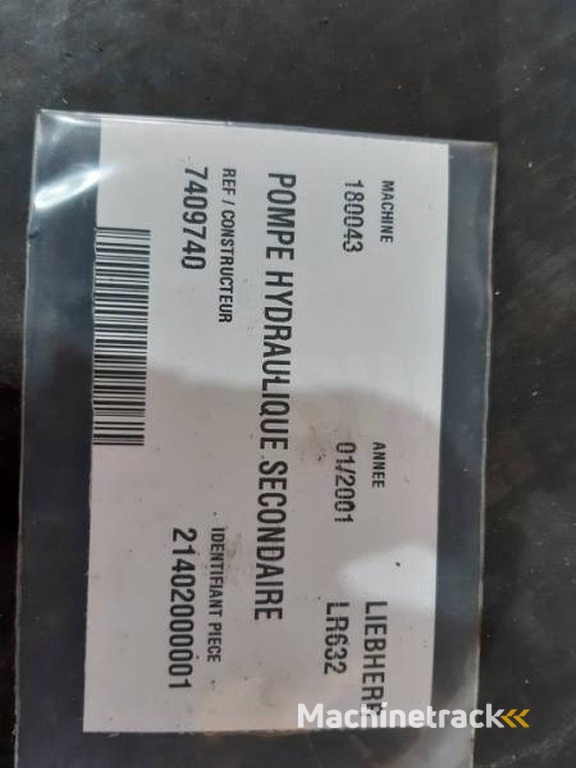 MACHINE ANNEE LIEBHERR
180043 01/2001 LR632
POMPE HYDRAULIQUE SECONDAIRE
REF / CONSTRUCTEUR IDENTIFIANT PIECE
7409740 21402000001
Machinetrack